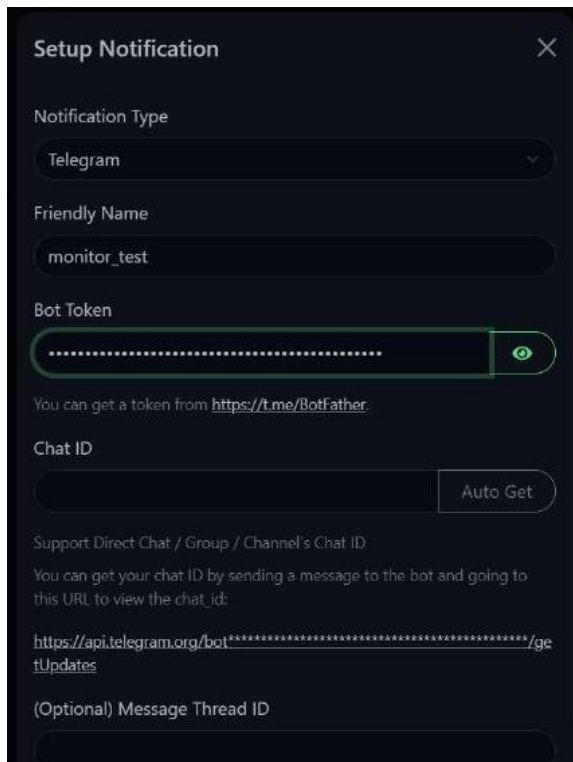 Setup Notification
Notification Type
Telegram
Friendly Name
monitor_test
Bot Token
••••••••••••••••••••••••••••••••••••••••••••••
You can get a token from https://t.me/BotFather.
Chat ID
Auto Get
Support Direct Chat / Group / Channel's Chat ID
You can get your chat ID by sending a message to the bot and going to
this URL to view the chat_id:
https://api.telegram.org/bot**********************************************/ge
tUpdates
(Optional) Message Thread ID